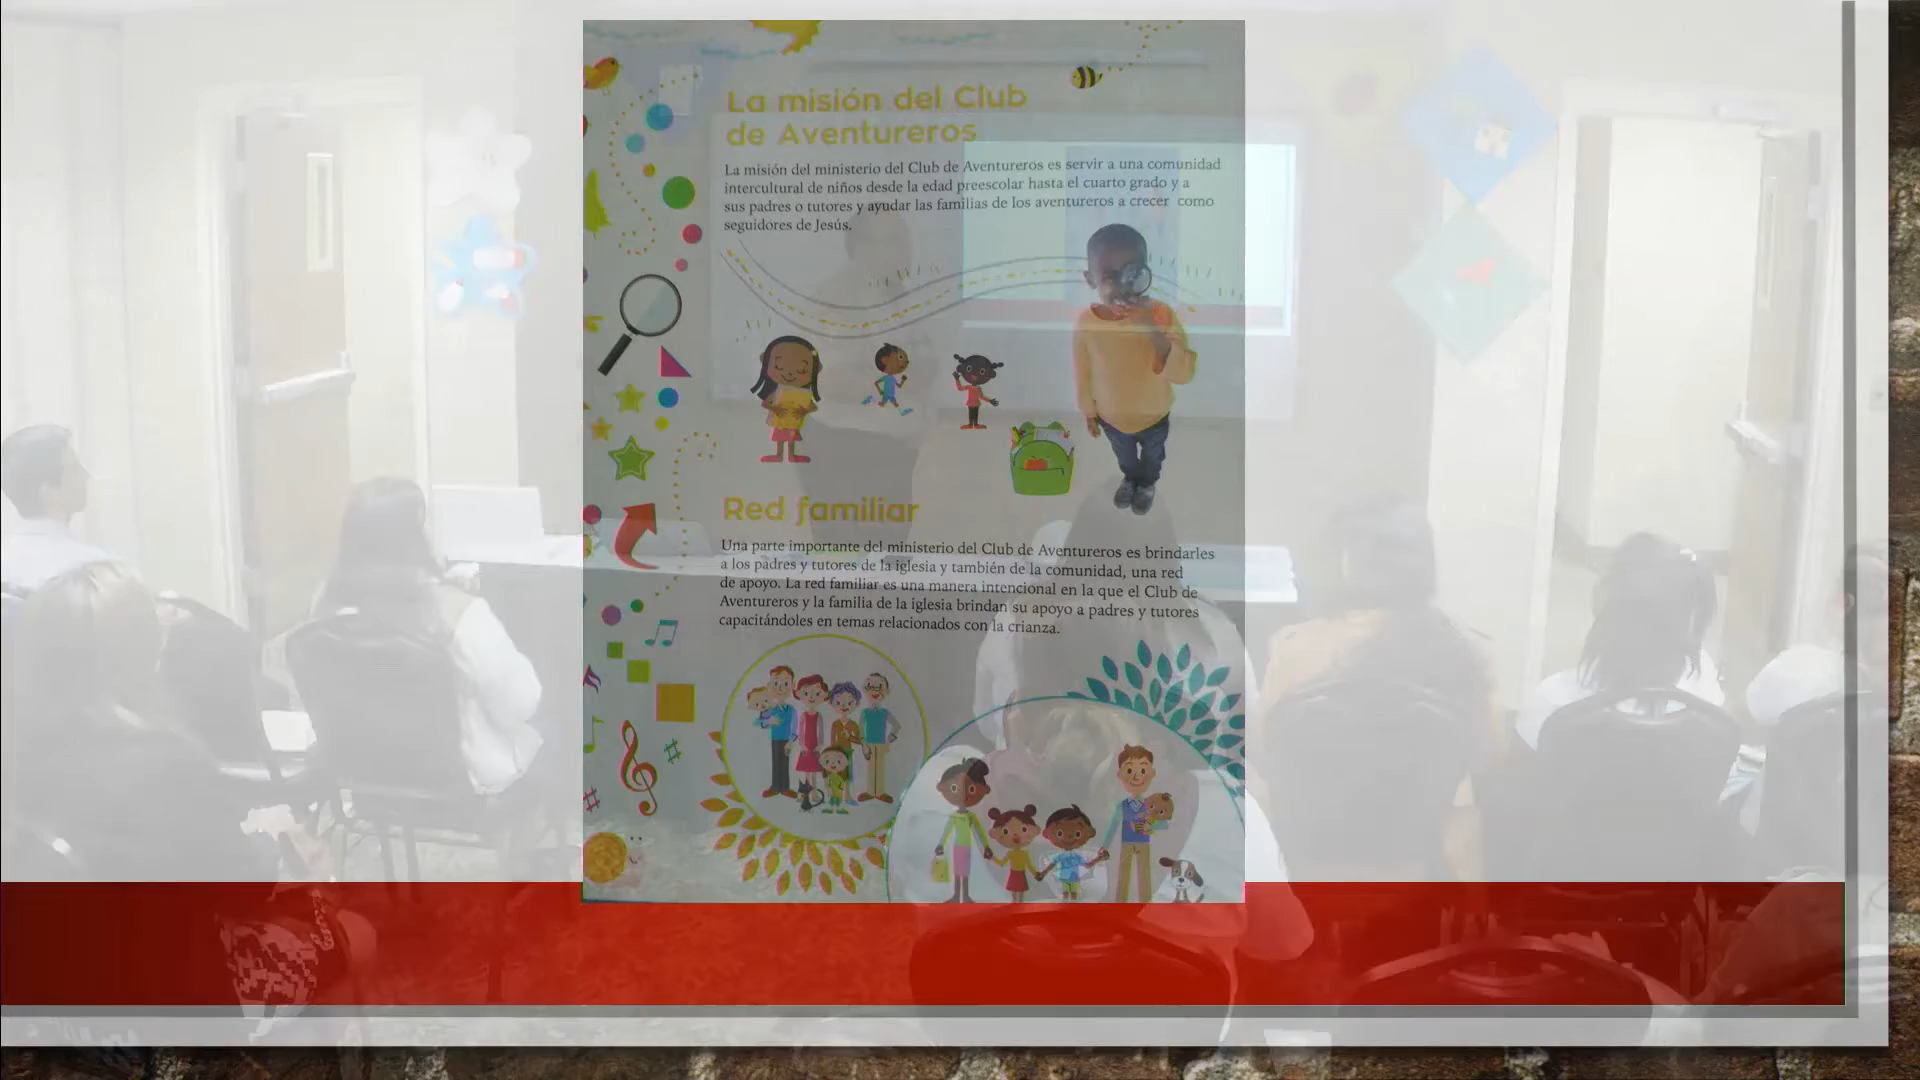 La misión del Club
de Aventureros
La misión del ministerio del Club de Aventureros es servir a una comunidad
intercultural de niños desde la edad preescolar hasta el cuarto grado y a
sus padres o tutores y ayudar las familias de los aventureros a crecer como
seguidores de Jesús.
Red familiar
Una parte importante del ministerio del Club de Aventureros es brindarles
a los padres y tutores de la iglesia y también de la comunidad, una red
de apoyo. La red familiar es una manera intencional en la que el Club de
Aventureros y la familia de la iglesia brindan su apoyo a padres y tutores
capacitándoles en temas relacionados con la crianza.